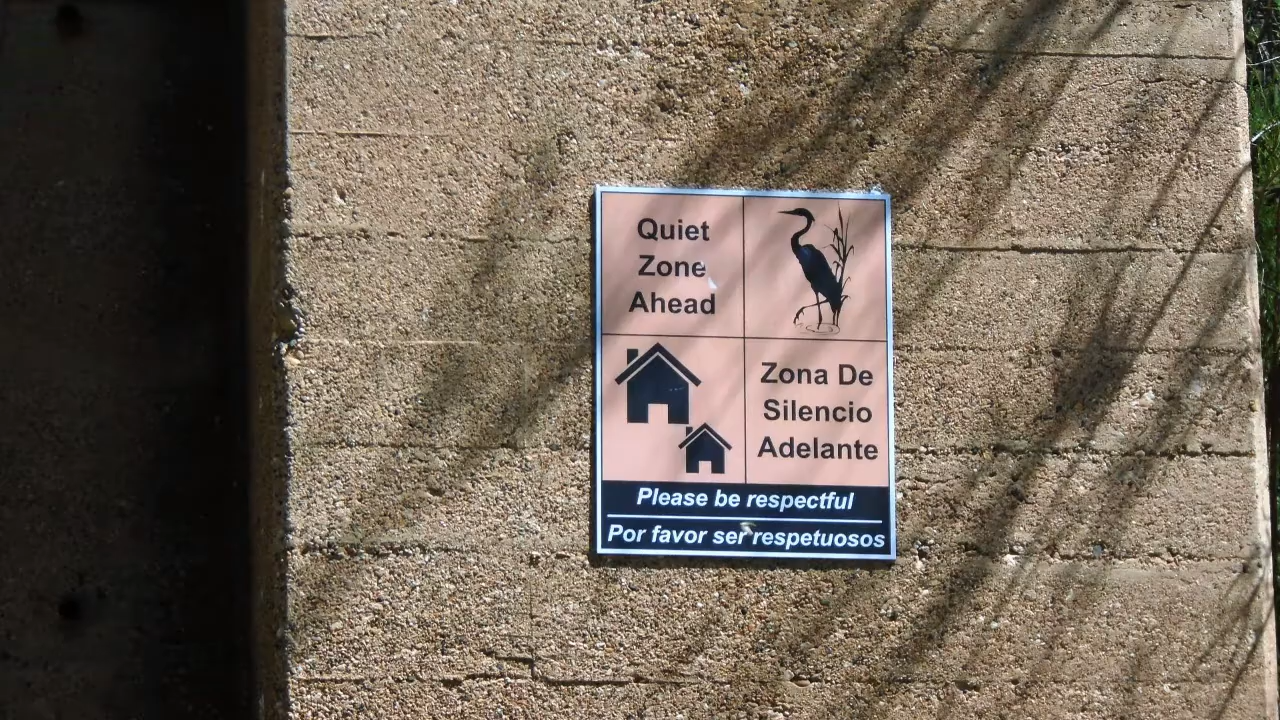 Quiet
Zone
Ahead
Zona De
Silencio
Adelante
Please be respectful
Por favor ser respetuosos